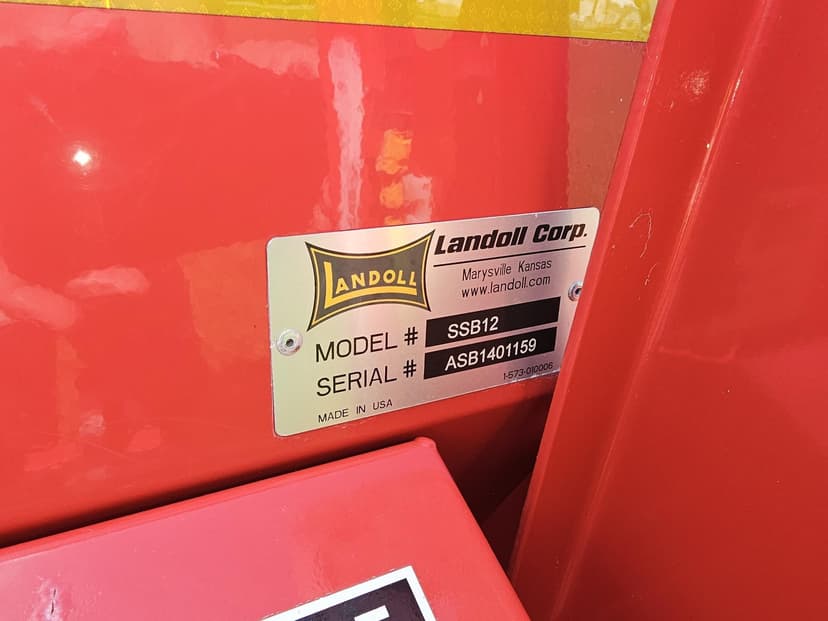 LANDOLL
Landoll Corp.
Marysville Kansas
www.landoll.com
MODEL # SSB12
SERIAL # ASB1401159
1-573-010006
MADE IN USA